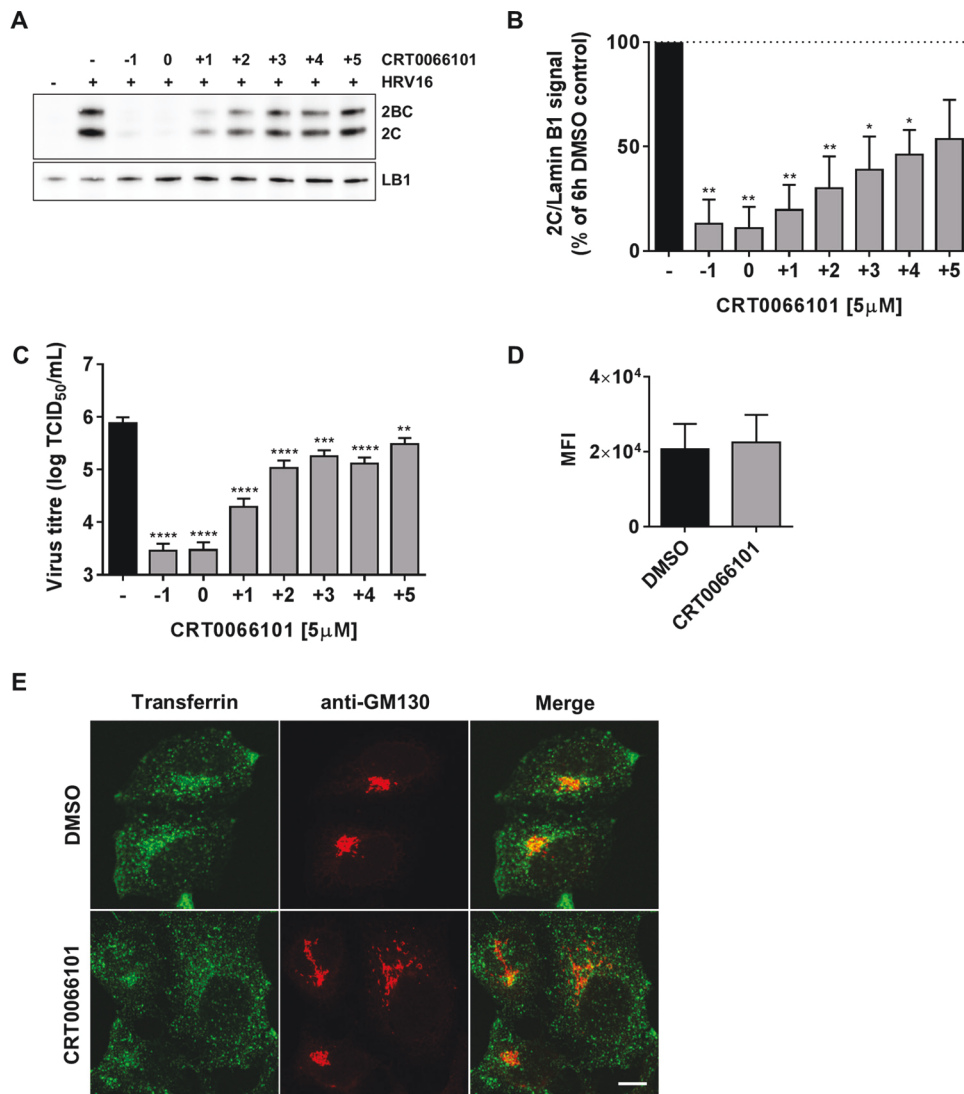 A
- -1 0 +1 +2 +3 +4 +5 CRT0066101
- + + + + + + + + HRV16
2BC
2C
LB1
B
2C/Lamin B1 signal
(% of 6h DMSO control)
100
50
0
** ** ** ** * *
- -1 0 +1 +2 +3 +4 +5
CRT0066101 [5μM]
C
Virus titre (log TCID50/mL)
7
6
5
4
3
**** **** **** **** *** **** **
- -1 0 +1 +2 +3 +4 +5
CRT0066101 [5μM]
D
MFI
4×10⁴
2×10⁴
0
DMSO
CRT0066101
E
Transferrin anti-GM130 Merge
DMSO
CRT0066101